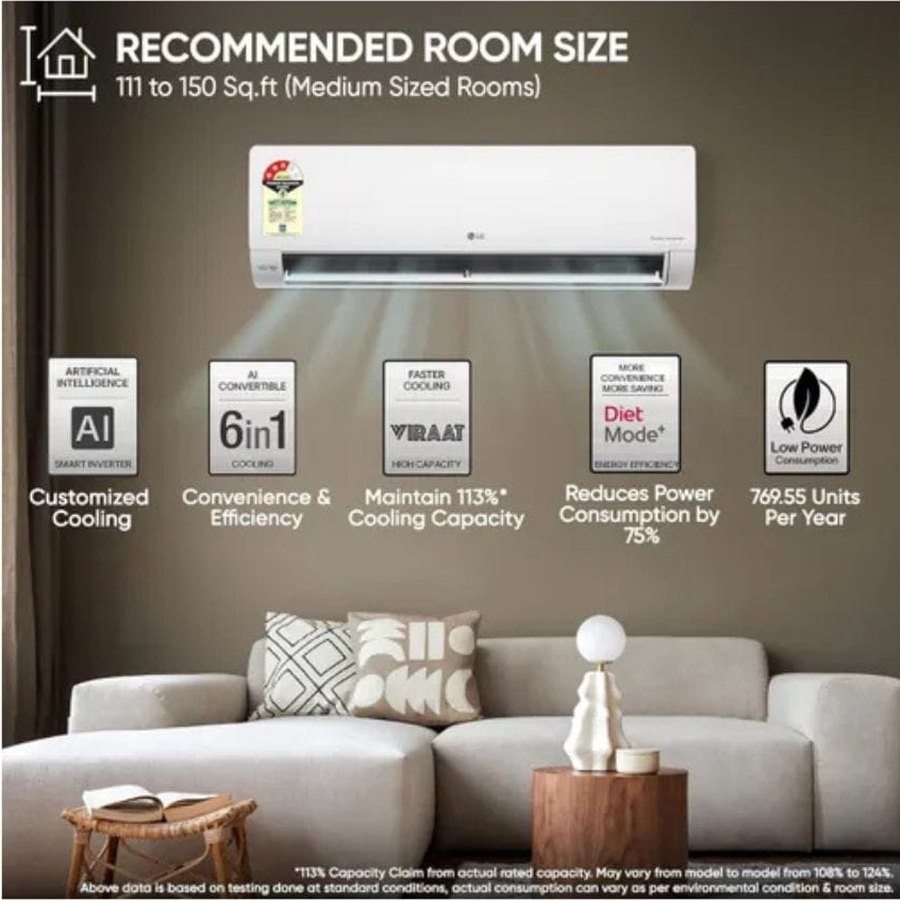 RECOMMENDED ROOM SIZE
111 to 150 Sq.ft (Medium Sized Rooms)
LG
ARTIFICIAL
INTELLIGENCE
AI
SMART INVERTER
Customized
Cooling
AI
CONVERTIBLE
6in1
COOLING
Convenience &
Efficiency
FASTER
COOLING
VIRAAT
HIGH CAPACITY
Maintain 113%*
Cooling Capacity
MORE
CONVENIENCE
MORE SAVING
Diet
Mode+
ENERGY EFFICIENCY
Reduces Power
Consumption by
75%
Low Power
Consumption
769.55 Units
Per Year
*113% Capacity Claim from actual rated capacity. May vary from model to model from 108% to 124%.
Above data is based on testing done at standard conditions, actual consumption can vary as per environmental condition & room size.